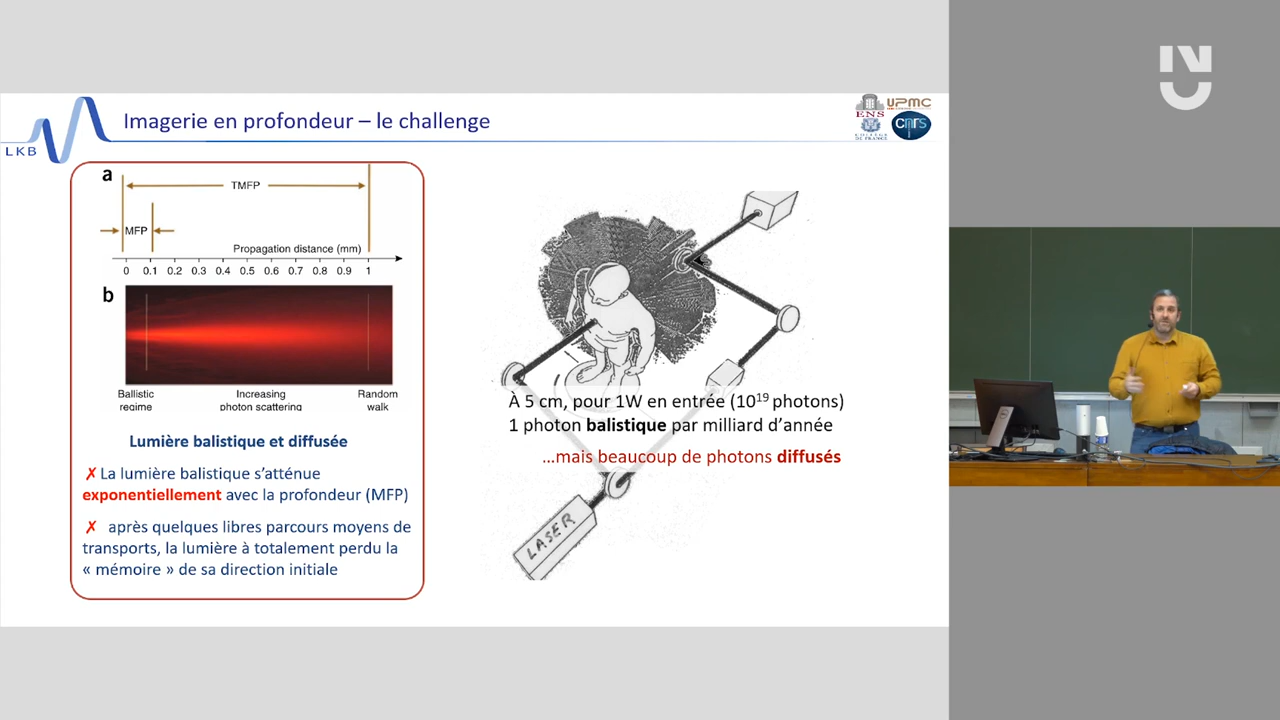 Imagerie en profondeur – le challenge
LKB
UPMC
ENS
cnrs
COLLÈGE
DE FRANCE
a
TMFP
MFP
Propagation distance (mm)
0 0.1 0.2 0.3 0.4 0.5 0.6 0.7 0.8 0.9 1
b
Ballistic
regime
Increasing
photon scattering
Random
walk
Lumière balistique et diffusée
✗ La lumière balistique s’atténue
exponentiellement avec la profondeur (MFP)
✗ après quelques libres parcours moyens de
transports, la lumière à totalement perdu la
« mémoire » de sa direction initiale
À 5 cm, pour 1W en entrée (10¹⁹ photons)
1 photon balistique par milliard d’année
...mais beaucoup de photons diffusés
LASER